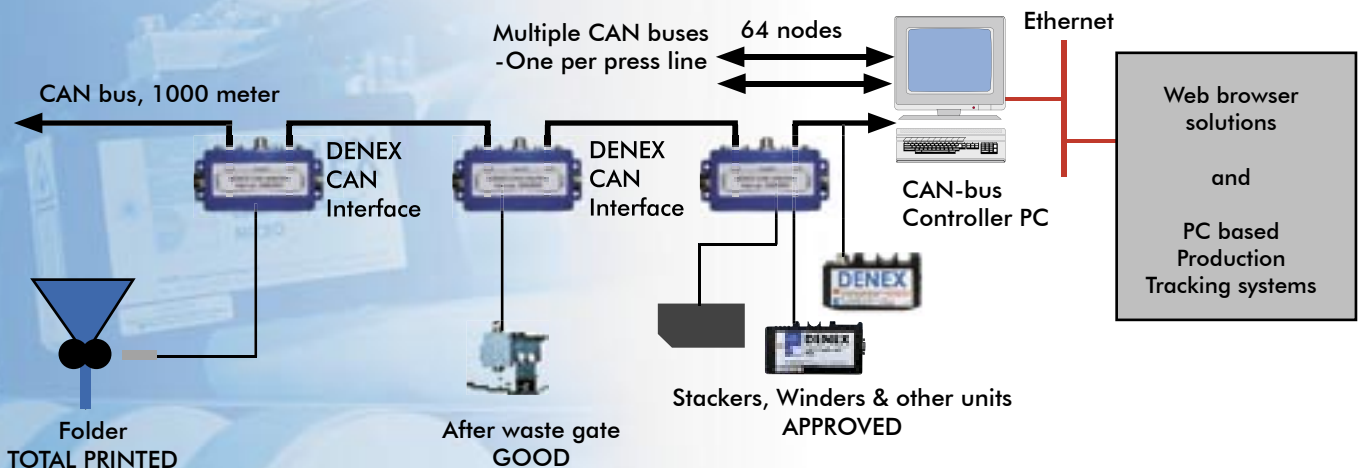 Multiple CAN buses
-One per press line
64 nodes
Ethernet
CAN bus, 1000 meter
DENEX
CAN
Interface
DENEX
CAN
Interface
CAN-bus
Controller PC
Web browser
solutions
and
PC based
Production
Tracking systems
DENEX
DENEX
Folder
TOTAL PRINTED
After waste gate
GOOD
Stackers, Winders & other units
APPROVED